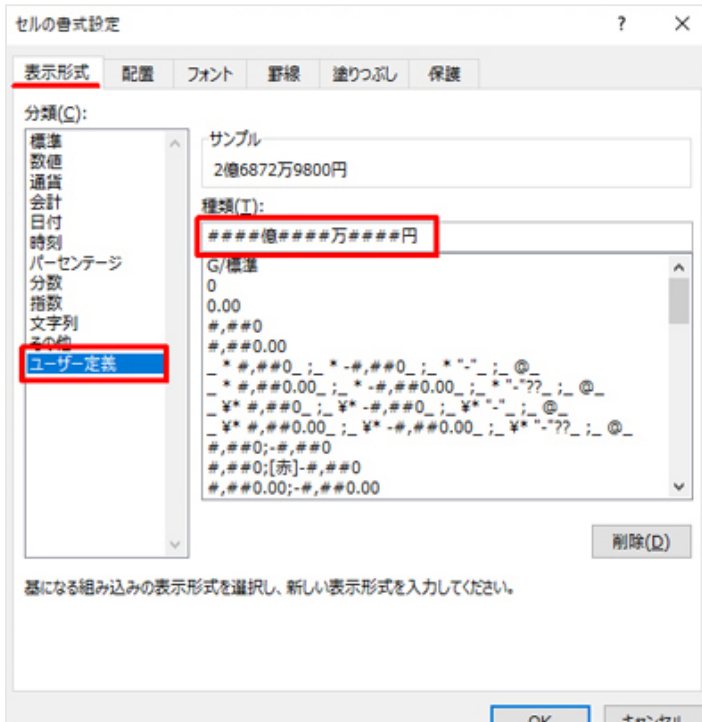 セルの書式設定 ? ×
表示形式 配置 フォント 罫線 塗りつぶし 保護
分類(C):
標準
数値
通貨
会計
日付
時刻
パーセンテージ
分数
指数
文字列
その他
ユーザー定義
サンプル
2億6872万9800円
種類(T):
####億####万####円
G/標準
0
0.00
#,##0
#,##0.00
_ * #,##0_ ;_ * -#,##0_ ;_ * "-"_ ;_ @_
_ * #,##0.00_ ;_ * -#,##0.00_ ;_ * "-"??_ ;_ @_
_ ¥* #,##0_ ;_ ¥* -#,##0_ ;_ ¥* "-"_ ;_ @_
_ ¥* #,##0.00_ ;_ ¥* -#,##0.00_ ;_ ¥* "-"??_ ;_ @_
#,##0;-#,##0
#,##0;[赤]-#,##0
#,##0.00;-#,##0.00
削除(D)
基になる組み込みの表示形式を選択し、新しい表示形式を入力してください。
OK キャンセル